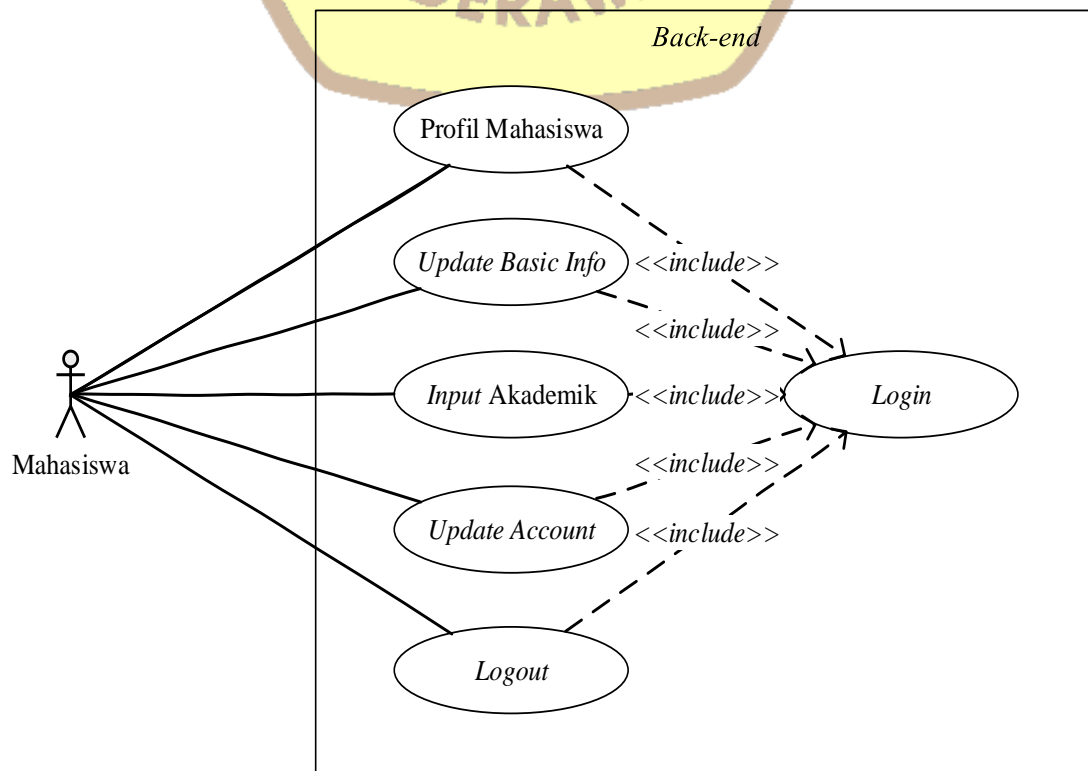 Back-end
Profil Mahasiswa
Update Basic Info
<<include>>
<<include>>
Input Akademik
<<include>>
Login
Mahasiswa
<<include>>
Update Account
<<include>>
Logout